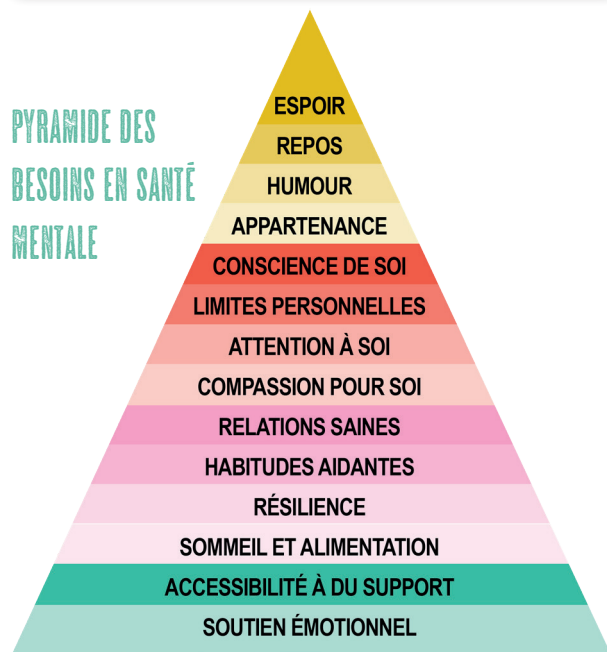 PYRAMIDE DES
BESOINS EN SANTÉ
MENTALE
ESPOIR
REPOS
HUMOUR
APPARTENANCE
CONSCIENCE DE SOI
LIMITES PERSONNELLES
ATTENTION À SOI
COMPASSION POUR SOI
RELATIONS SAINES
HABITUDES AIDANTES
RÉSILIENCE
SOMMEIL ET ALIMENTATION
ACCESSIBILITÉ À DU SUPPORT
SOUTIEN ÉMOTIONNEL